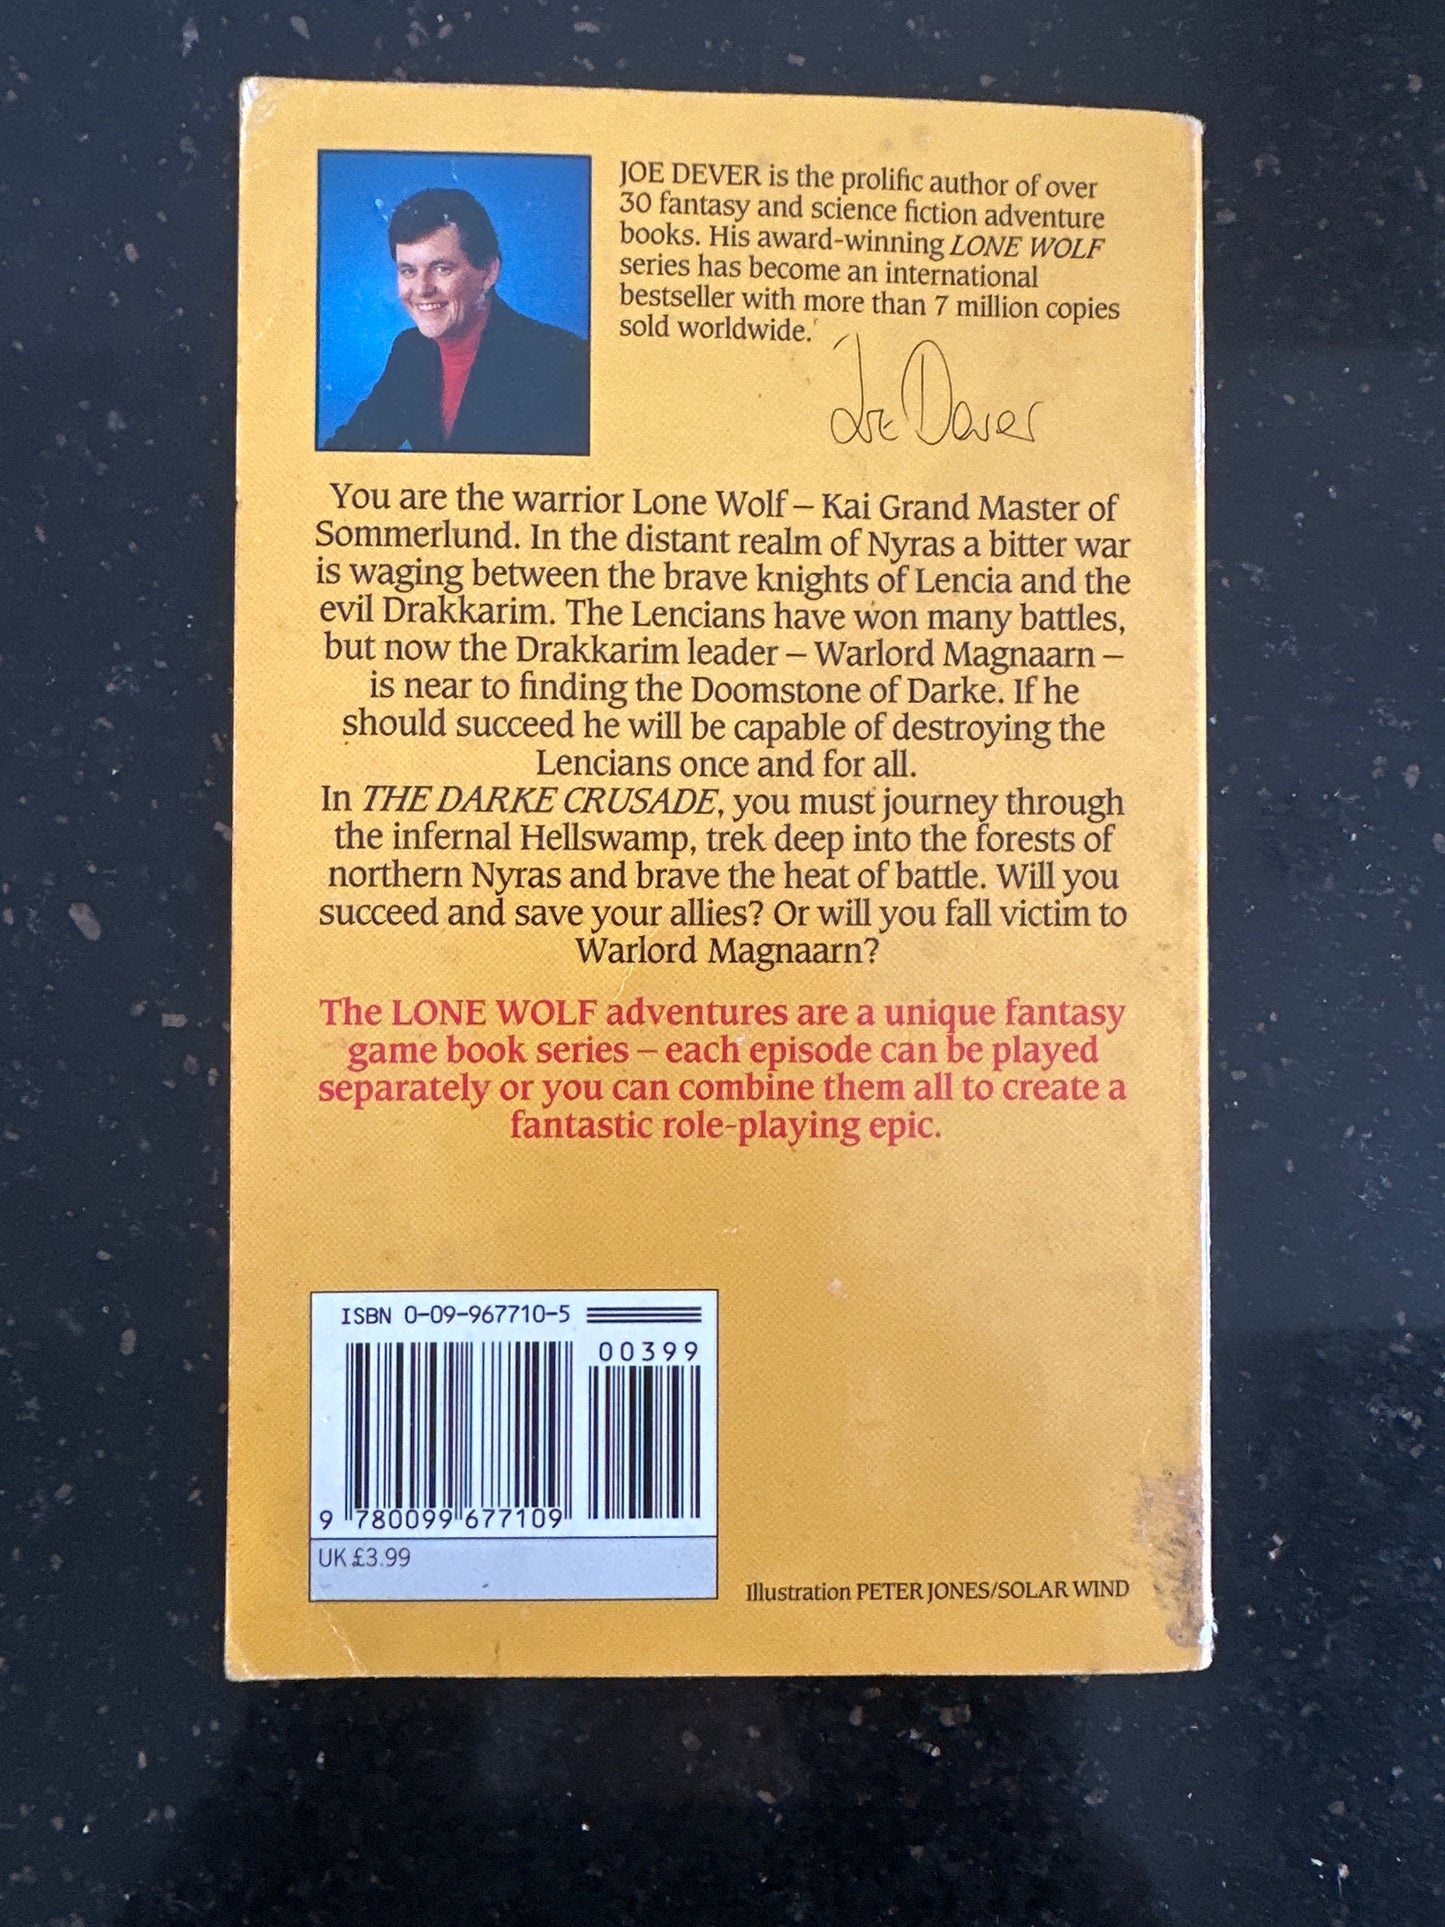 JOE DEVER is the prolific author of over
30 fantasy and science fiction adventure
books. His award-winning LONE WOLF
series has become an international
bestseller with more than 7 million copies
sold worldwide.
Joe Dever
You are the warrior Lone Wolf – Kai Grand Master of
Sommerlund. In the distant realm of Nyras a bitter war
is waging between the brave knights of Lencia and the
evil Drakkarim. The Lencians have won many battles,
but now the Drakkarim leader – Warlord Magnaarn –
is near to finding the Doomstone of Darke. If he
should succeed he will be capable of destroying the
Lencians once and for all.
In THE DARKE CRUSADE, you must journey through
the infernal Hellswamp, trek deep into the forests of
northern Nyras and brave the heat of battle. Will you
succeed and save your allies? Or will you fall victim to
Warlord Magnaarn?
The LONE WOLF adventures are a unique fantasy
game book series – each episode can be played
separately or you can combine them all to create a
fantastic role-playing epic.
ISBN 0-09-967710-5
00399
9 780099 677109
UK £3.99
Illustration PETER JONES/SOLAR WIND